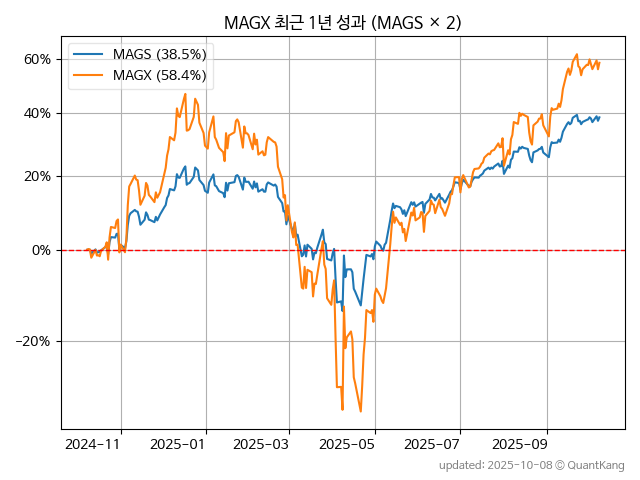 MAGX 최근 1년 성과 (MAGS × 2)
MAGS (38.5%)
MAGX (58.4%)
60%
40%
20%
0%
−20%
2024−11
2025−01
2025−03
2025−05
2025−07
2025−09
updated: 2025-10-08 © QuantKang